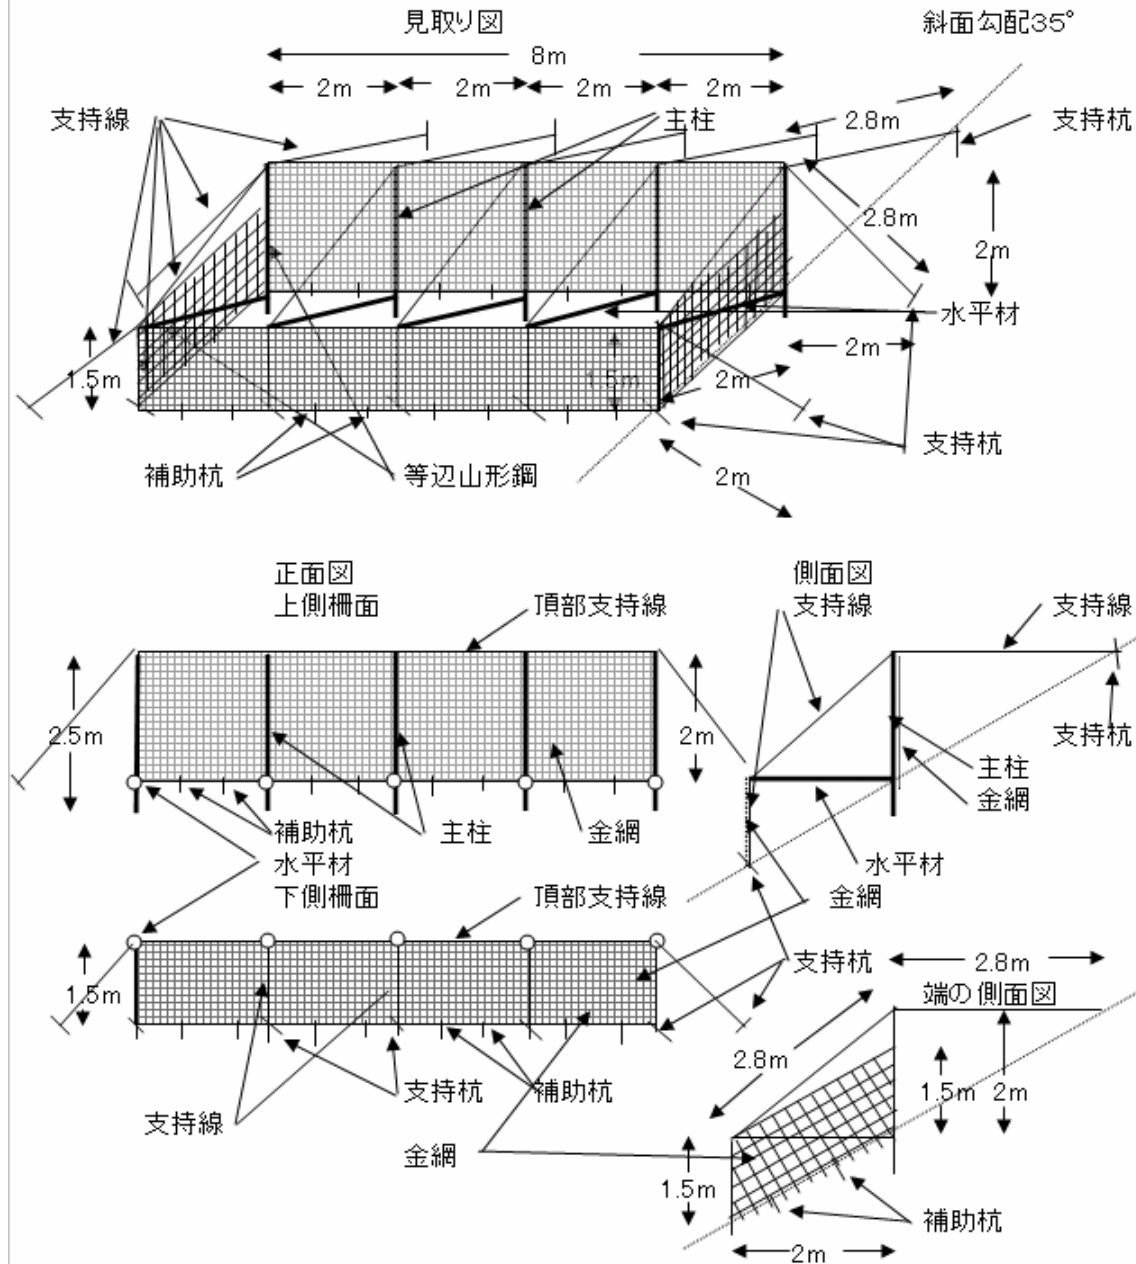 見取り図
斜面勾配35°
8m
2m
2m
2m
2m
支持線
主柱
2.8m
支持杭
2.8m
2m
水平材
2m
1.5m
1.5m
2m
支持杭
補助杭
等辺山形鋼
2m
正面図
上側柵面
頂部支持線
側面図
支持線
支持線
2.5m
2m
支持杭
主柱
金網
補助杭
主柱
金網
水平材
水平材
下側柵面
頂部支持線
金網
支持杭
2.8m
端の側面図
1.5m
2.8m
1.5m
2m
支持杭
補助杭
支持線
金網
1.5m
補助杭
2m